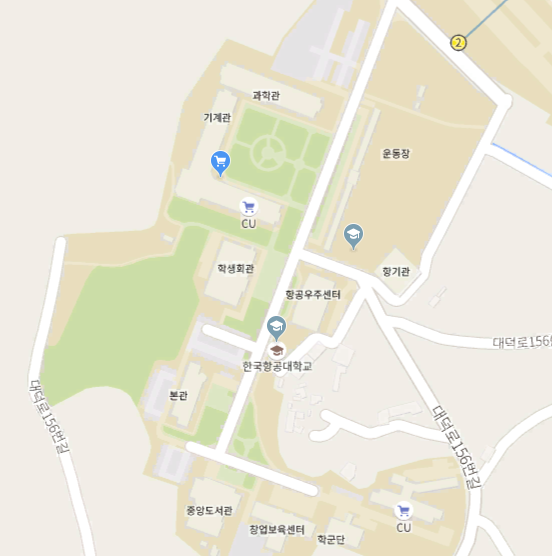 2
과학관
기계관
운동장
CU
학생회관
항기관
항공우주센터
대덕로156번
한국항공대학교
대덕로156번길
본관
대덕로156번길
중앙도서관
창업보육센터
CU
학군단